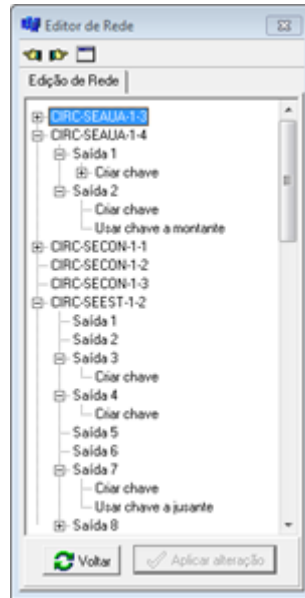 Editor de Rede
Edição de Rede
CIRC-SEAUA-1-3
CIRC-SEAUA-1-4
Saída 1
Criar chave
Saída 2
Criar chave
Usar chave a montante
CIRC-SECON-1-1
CIRC-SECON-1-2
CIRC-SECON-1-3
CIRC-SEEST-1-2
Saída 1
Saída 2
Saída 3
Criar chave
Saída 4
Criar chave
Saída 5
Saída 6
Saída 7
Criar chave
Usar chave a jusante
Saída 8
Voltar
Aplicar alteração